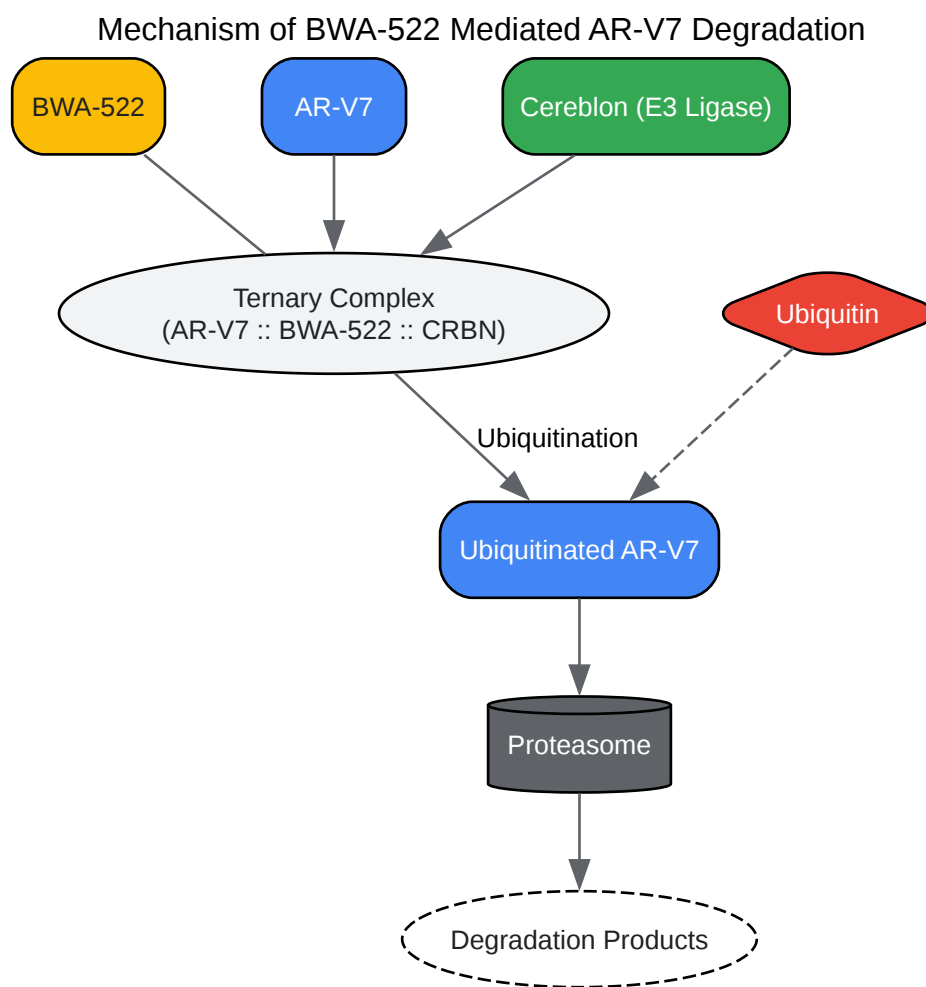 Mechanism of BWA-522 Mediated AR-V7 Degradation
BWA-522
AR-V7
Cereblon (E3 Ligase)
Ternary Complex
(AR-V7 :: BWA-522 :: CRBN)
Ubiquitin
Ubiquitination
Ubiquitinated AR-V7
Proteasome
Degradation Products